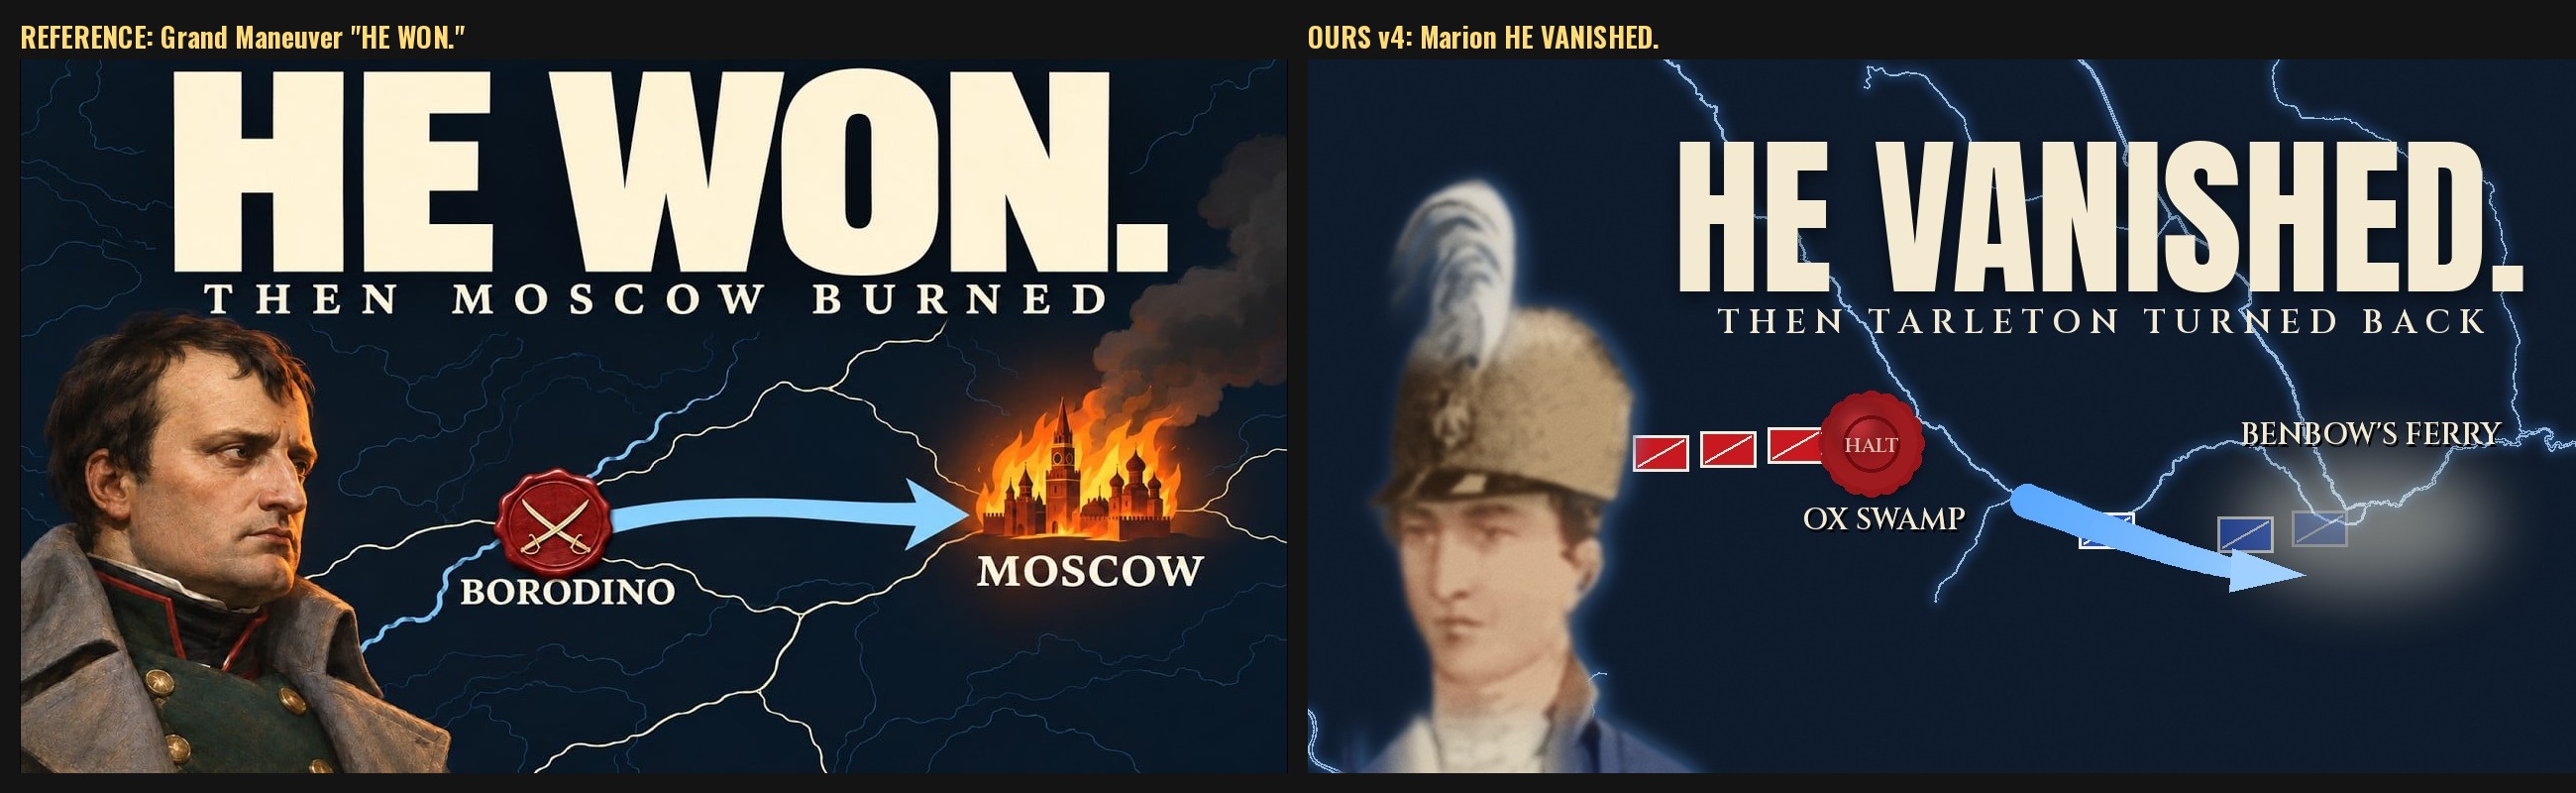 REFERENCE: Grand Maneuver "HE WON."
HE WON.
THEN MOSCOW BURNED
BORODINO
MOSCOW
OURS v4: Marion HE VANISHED.
HE VANISHED.
THEN TARLETON TURNED BACK
HALT
OX SWAMP
BENBOW'S FERRY